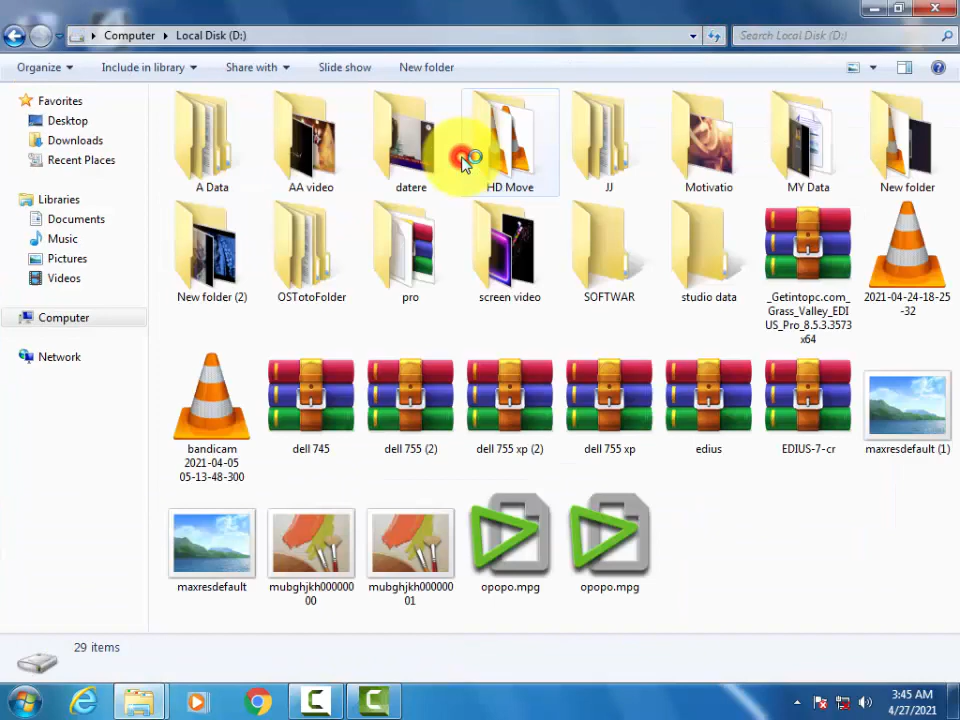 Computer
Local Disk (D:)
Search Local Disk (D:)
Organize
Include in library
Share with
Slide show
New folder
Favorites
Desktop
Downloads
Recent Places
Libraries
Documents
Music
Pictures
Videos
Computer
Network
A Data
AA video
datere
HD Move
JJ
Motivatio
MY Data
New folder
New folder (2)
OSTotoFolder
pro
screen video
SOFTWAR
studio data
_Getintopc.com_
Grass_Valley_EDI
US_Pro_8.5.3.3573
x64
2021-04-24-18-25
-32
bandicam
2021-04-05
05-13-48-300
dell 745
dell 755 (2)
dell 755 xp (2)
dell 755 xp
edius
EDIUS-7-cr
maxresdefault (1)
maxresdefault
mubghjkh000000
00
mubghjkh000000
01
opopo.mpg
opopo.mpg
29 items
3:45 AM
4/27/2021